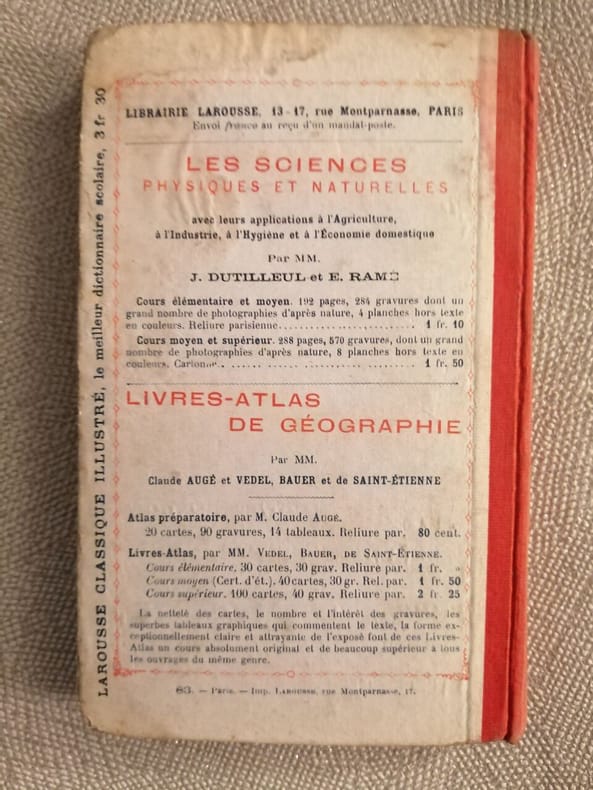 LAROUSSE CLASSIQUE ILLUSTRÉ, le meilleur dictionnaire scolaire, 3 fr 30
LIBRAIRIE LAROUSSE, 13-17, rue Montparnasse, PARIS
Envoi franco au reçu d'un mandat-poste.
LES SCIENCES
PHYSIQUES ET NATURELLES
avec leurs applications à l'Agriculture,
à l'Industrie, à l'Hygiène et à l'Économie domestique
Par MM.
J. DUTILLEUL et E. RAMÉ
Cours élémentaire et moyen. 192 pages, 284 gravures dont un
grand nombre de photographies d'après nature, 4 planches hors texte
en couleurs. Reliure parisienne........................ 1 fr. 10
Cours moyen et supérieur. 288 pages, 570 gravures, dont un grand
nombre de photographies d'après nature, 8 planches hors texte en
couleurs. Cartonné.. ........................ 1 fr. 50
LIVRES-ATLAS
DE GÉOGRAPHIE
Par MM.
Claude AUGÉ et VEDEL, BAUER et de SAINT-ÉTIENNE
Atlas préparatoire, par M. Claude AUGÉ.
20 cartes, 90 gravures, 14 tableaux. Reliure par. 80 cent.
Livres-Atlas, par MM. VEDEL, BAUER, DE SAINT-ÉTIENNE.
Cours élémentaire. 30 cartes, 30 grav. Reliure par. 1 fr. »
Cours moyen (Cert. d'ét.). 40 cartes, 30 gr. Rel. par. 1 fr. 50
Cours supérieur. 100 cartes, 40 grav. Reliure par. 2 fr. 25
La netteté des cartes, le nombre et l'intérêt des gravures, les
superbes tableaux graphiques qui commentent le texte, la forme ex-
ceptionnellement claire et attrayante de l'exposé font de ces Livres-
Atlas un cours absolument original et de beaucoup supérieur à tous
les ouvrages du même genre.
63. — Paris. — Imp. LAROUSSE, rue Montparnasse, 17.